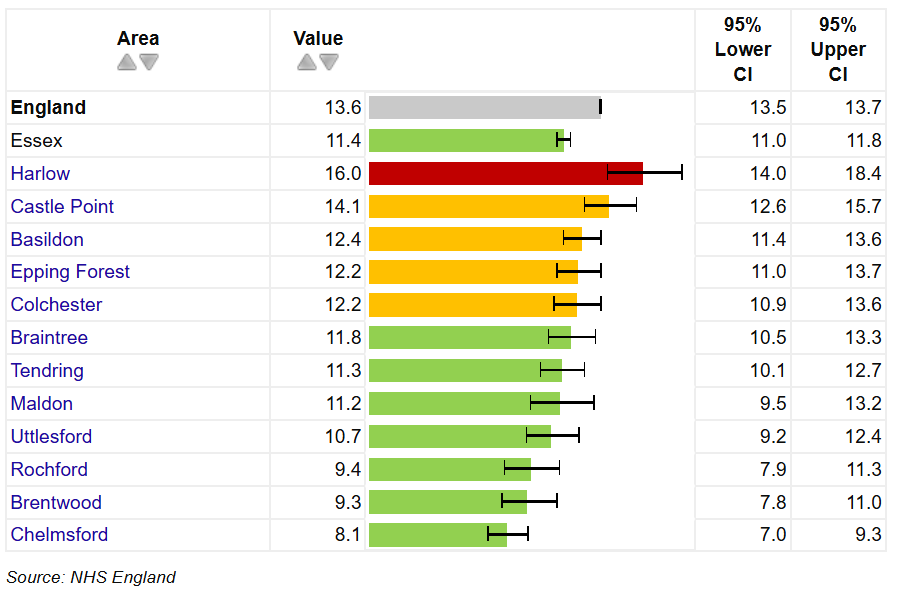 Area Value 95% Lower CI 95% Upper CI
England 13.6 13.5 13.7
Essex 11.4 11.0 11.8
Harlow 16.0 14.0 18.4
Castle Point 14.1 12.6 15.7
Basildon 12.4 11.4 13.6
Epping Forest 12.2 11.0 13.7
Colchester 12.2 10.9 13.6
Braintree 11.8 10.5 13.3
Tendring 11.3 10.1 12.7
Maldon 11.2 9.5 13.2
Uttlesford 10.7 9.2 12.4
Rochford 9.4 7.9 11.3
Brentwood 9.3 7.8 11.0
Chelmsford 8.1 7.0 9.3
Source: NHS England